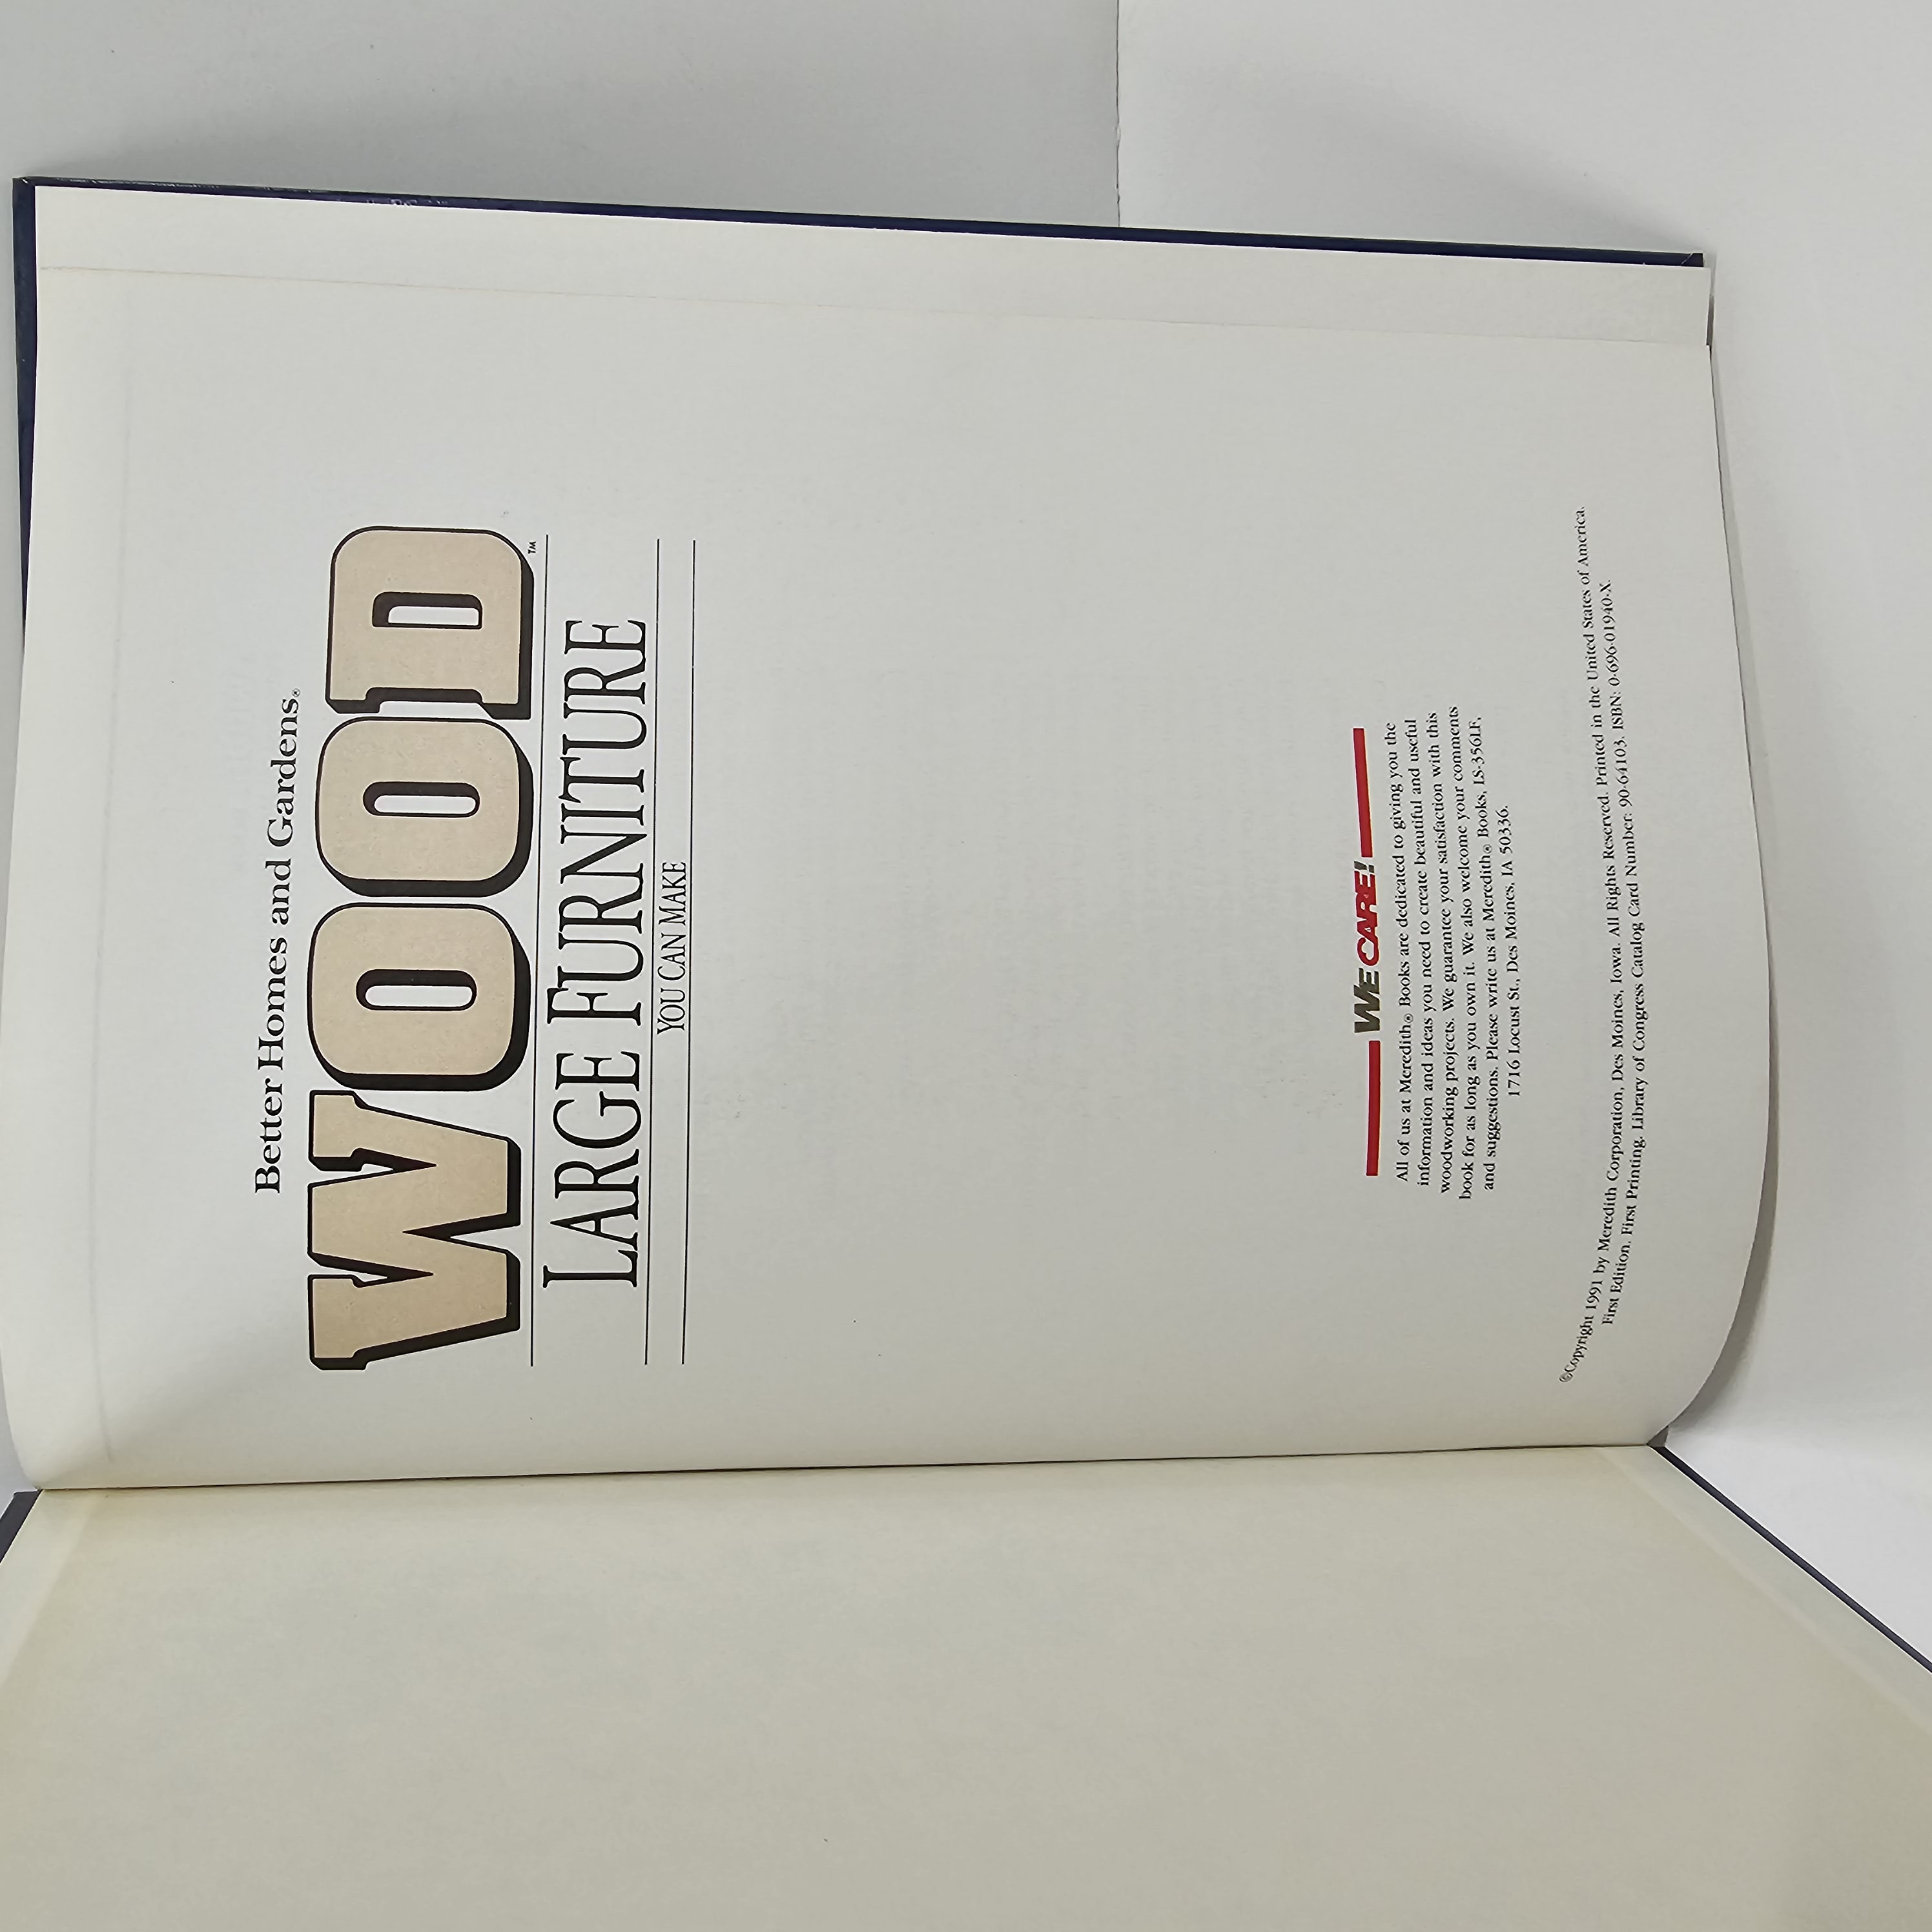 Better Homes and Gardens®
WOOD™
LARGE FURNITURE
YOU CAN MAKE
WE CARE!
All of us at Meredith® Books are dedicated to giving you the
information and ideas you need to create beautiful and useful
woodworking projects. We guarantee your satisfaction with this
book for as long as you own it. We also welcome your comments
and suggestions. Please write us at Meredith® Books, LS-356LF,
1716 Locust St., Des Moines, IA 50336.
©Copyright 1991 by Meredith Corporation, Des Moines, Iowa. All Rights Reserved. Printed in the United States of America.
First Edition. First Printing. Library of Congress Catalog Card Number: 90-64103. ISBN: 0-696-01940-X.